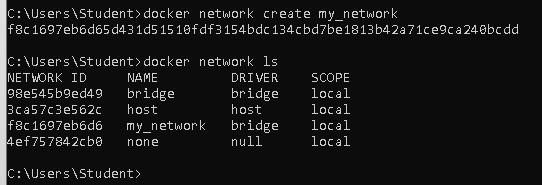 C:\Users\Student>docker network create my_network
f8c1697eb6d65d431d51510fdf3154bdc134cbd7be1813b42a71ce9ca240bcdd
C:\Users\Student>docker network ls
NETWORK ID NAME DRIVER SCOPE
98e545b9ed49 bridge bridge local
3ca57c3e562c host host local
f8c1697eb6d6 my_network bridge local
4ef757842cb0 none null local
C:\Users\Student>